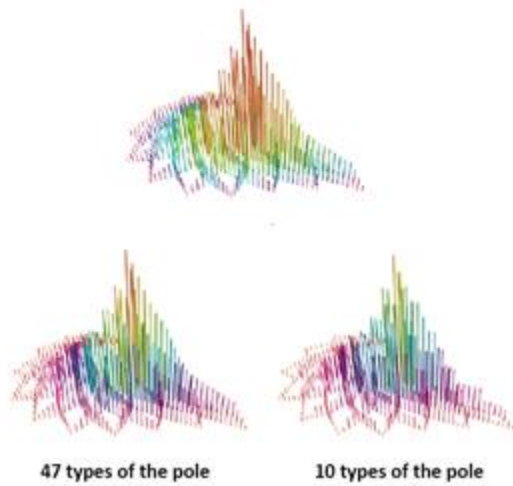 47 types of the pole
10 types of the pole